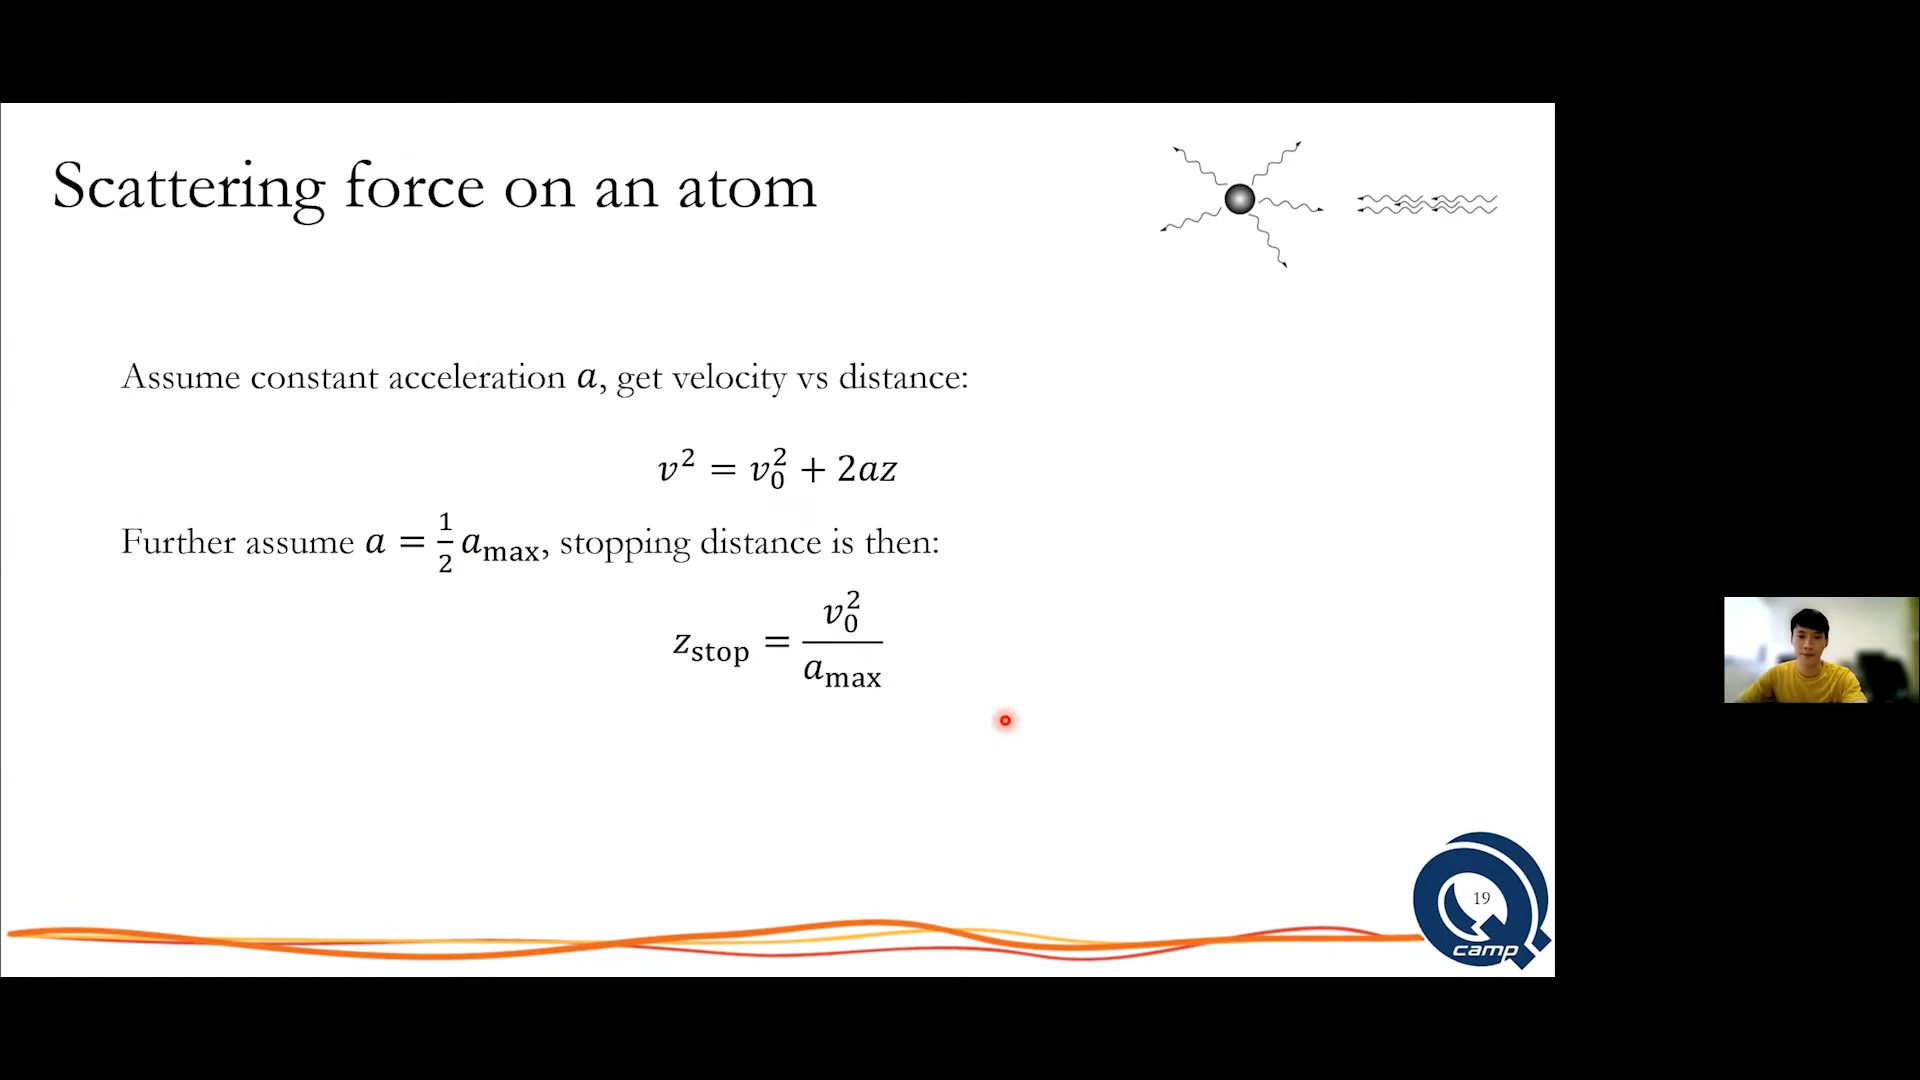 Scattering force on an atom
Assume constant acceleration a, get velocity vs distance:
v² = v₀² + 2az
Further assume a = ½ a_max, stopping distance is then:
z_stop = v₀² / a_max
19
camp